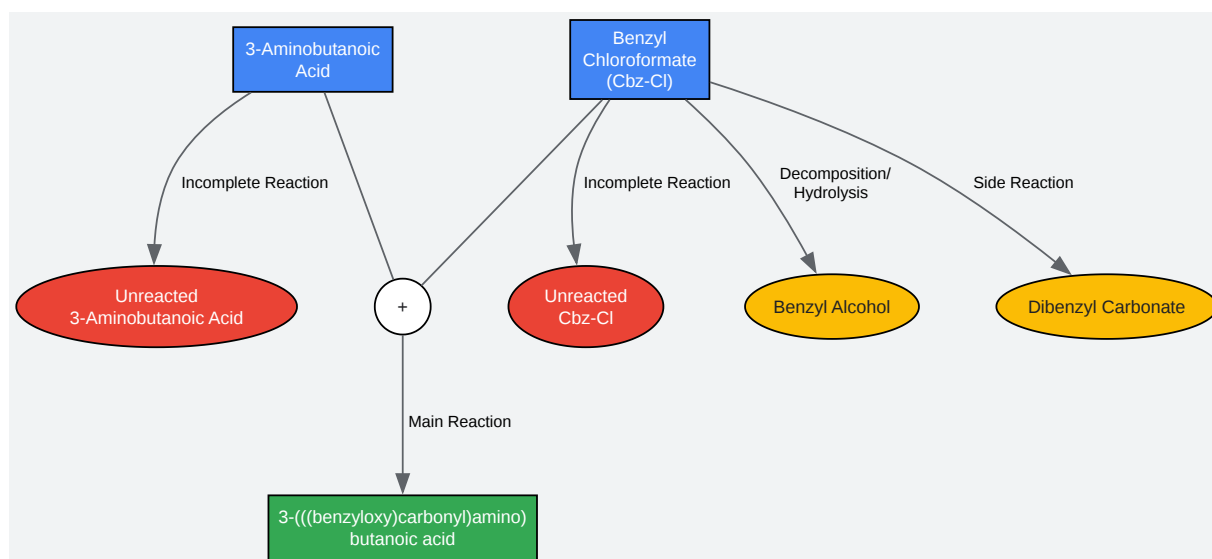 3-Aminobutanoic
Acid
Benzyl
Chloroformate
(Cbz-Cl)
Incomplete Reaction
Incomplete Reaction
Decomposition/
Hydrolysis
Side Reaction
Unreacted
3-Aminobutanoic Acid
+
Unreacted
Cbz-Cl
Benzyl Alcohol
Dibenzyl Carbonate
Main Reaction
3-(((benzyloxy)carbonyl)amino)
butanoic acid